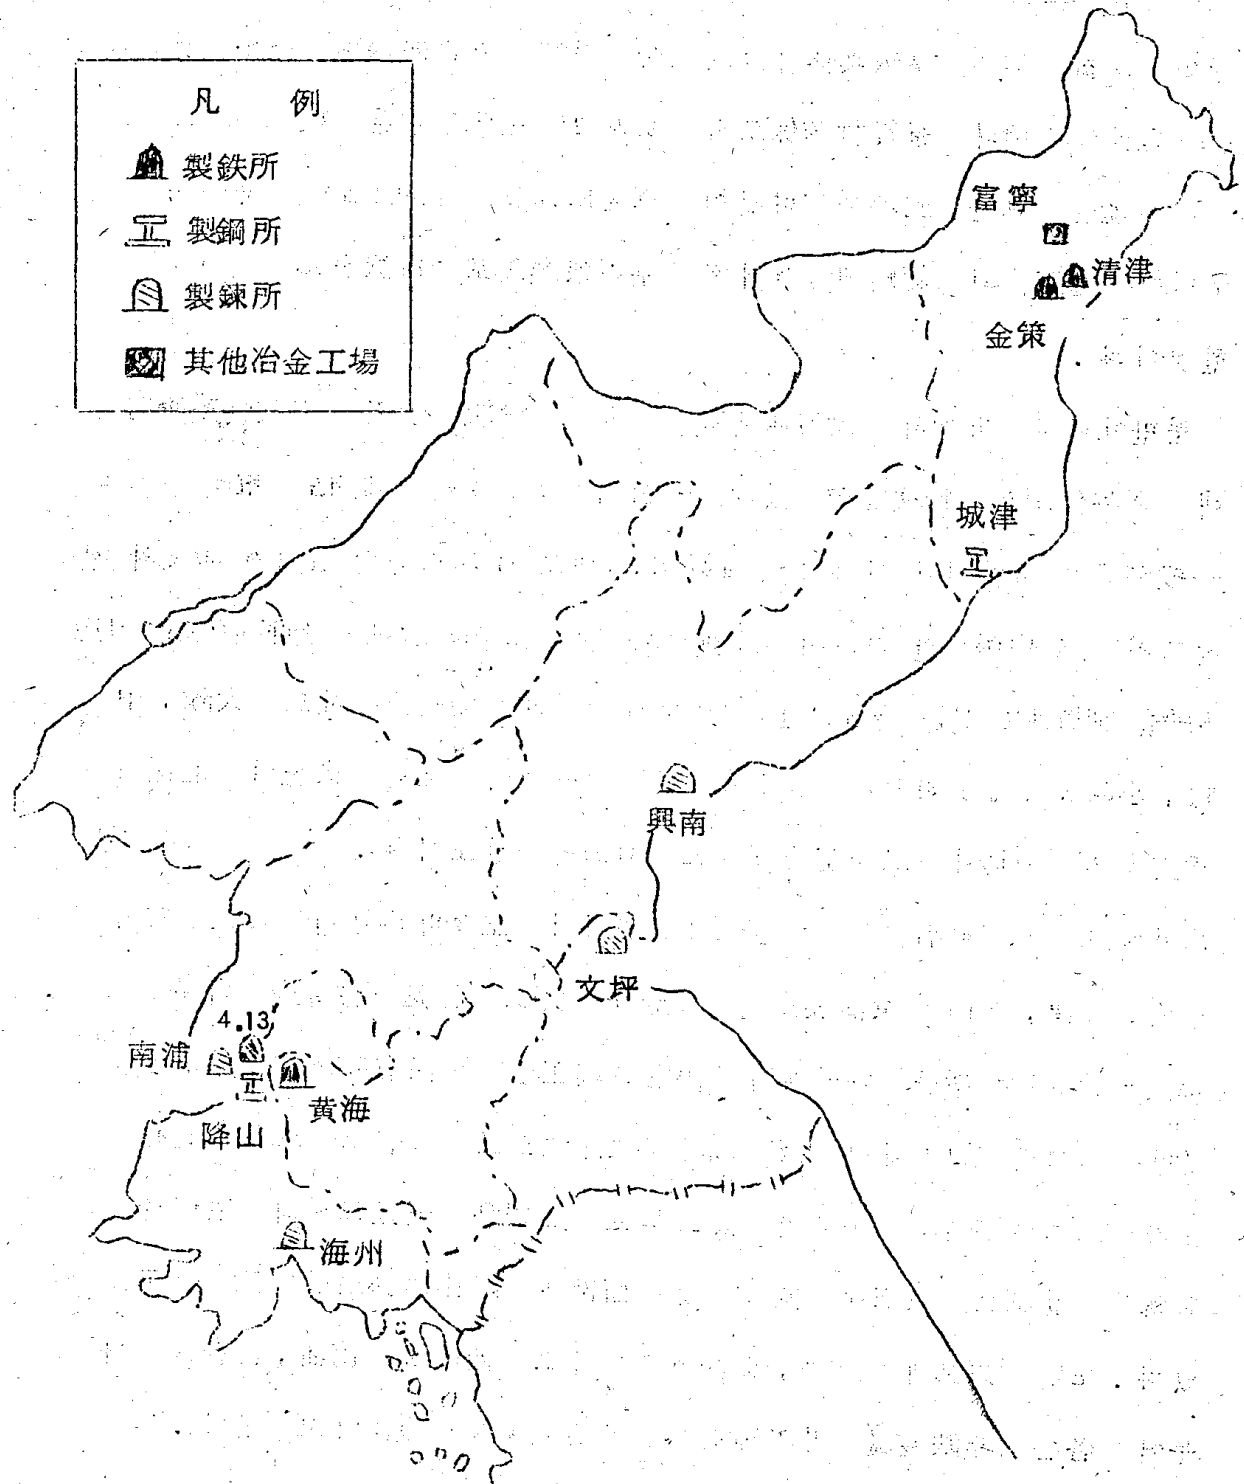 凡 例
製鉄所
製鋼所
製錬所
其他冶金工場
富寧
清津
金策
城津
興南
文坪
4.13
南浦
黄海
降山
海州